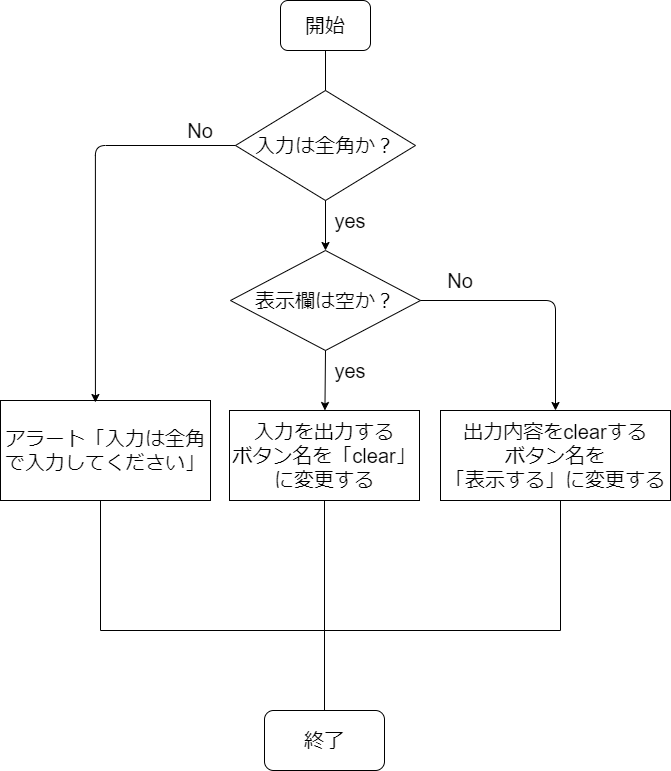 開始
入力は全角か？
No
yes
表示欄は空か？
No
yes
アラート「入力は全角
で入力してください」
入力を出力する
ボタン名を「clear」
に変更する
出力内容をclearする
ボタン名を
「表示する」に変更する
終了